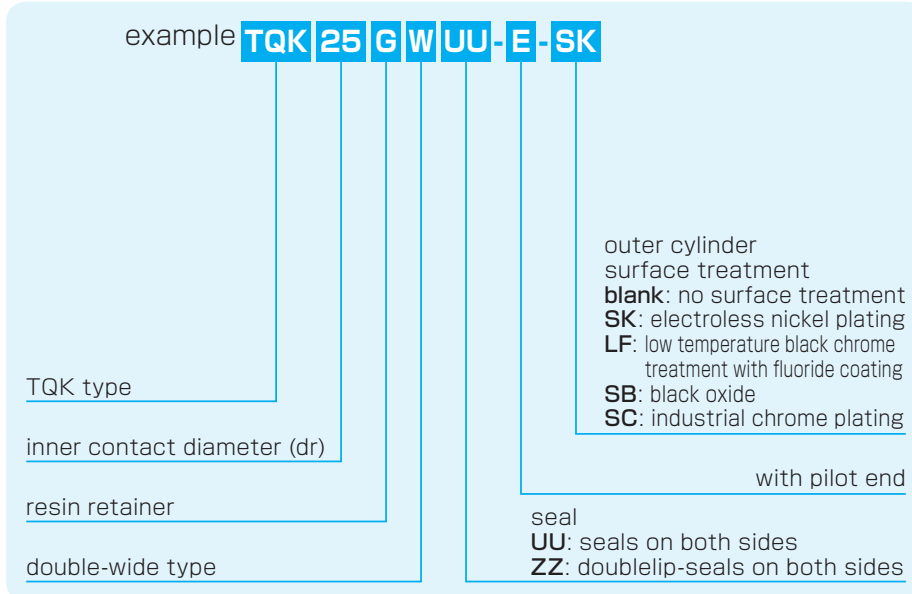 example TQK 25 G W UU - E - SK
outer cylinder
surface treatment
blank: no surface treatment
SK: electroless nickel plating
LF: low temperature black chrome
treatment with fluoride coating
SB: black oxide
SC: industrial chrome plating
TQK type
inner contact diameter (dr)
with pilot end
resin retainer
seal
UU: seals on both sides
ZZ: doublelip-seals on both sides
double-wide type